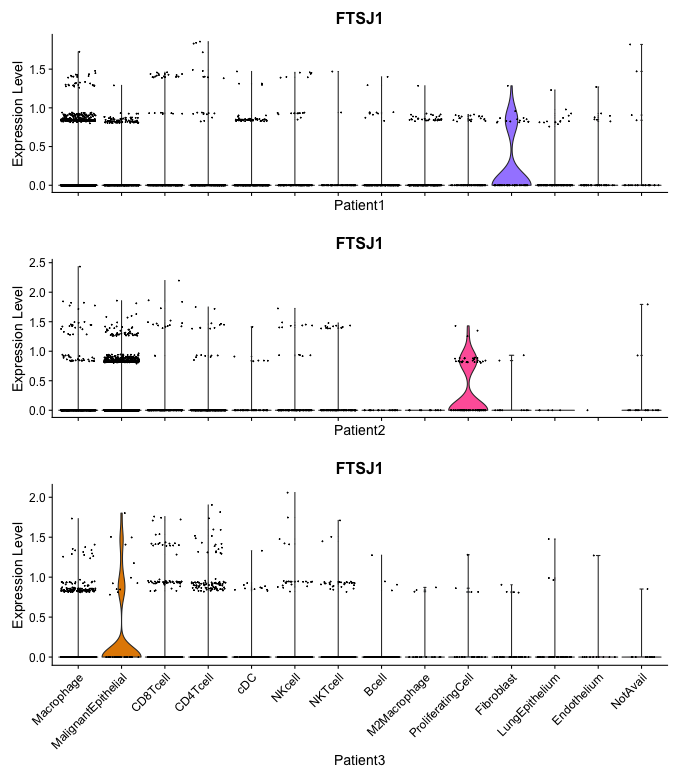 FTSJ1
Expression Level
1.5
1.0
0.5
0.0
Patient1
FTSJ1
Expression Level
2.5
2.0
1.5
1.0
0.5
0.0
Patient2
FTSJ1
Expression Level
2.0
1.5
1.0
0.5
0.0
Macrophage
MalignantEpithelial
CD8Tcell
CD4Tcell
cDC
NKcell
NKTcell
Bcell
M2Macrophage
ProliferatingCell
Fibroblast
LungEpithelium
Endothelium
NotAvail
Patient3